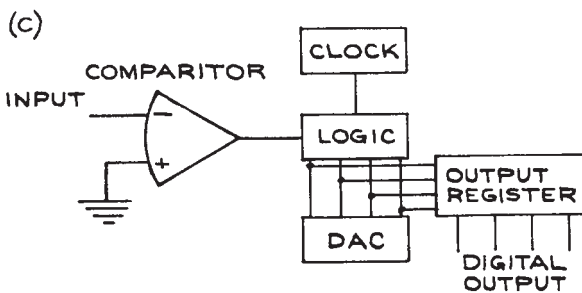 (C)
CLOCK
COMPARITOR
INPUT
−
+
LOGIC
OUTPUT
REGISTER
DAC
DIGITAL
OUTPUT